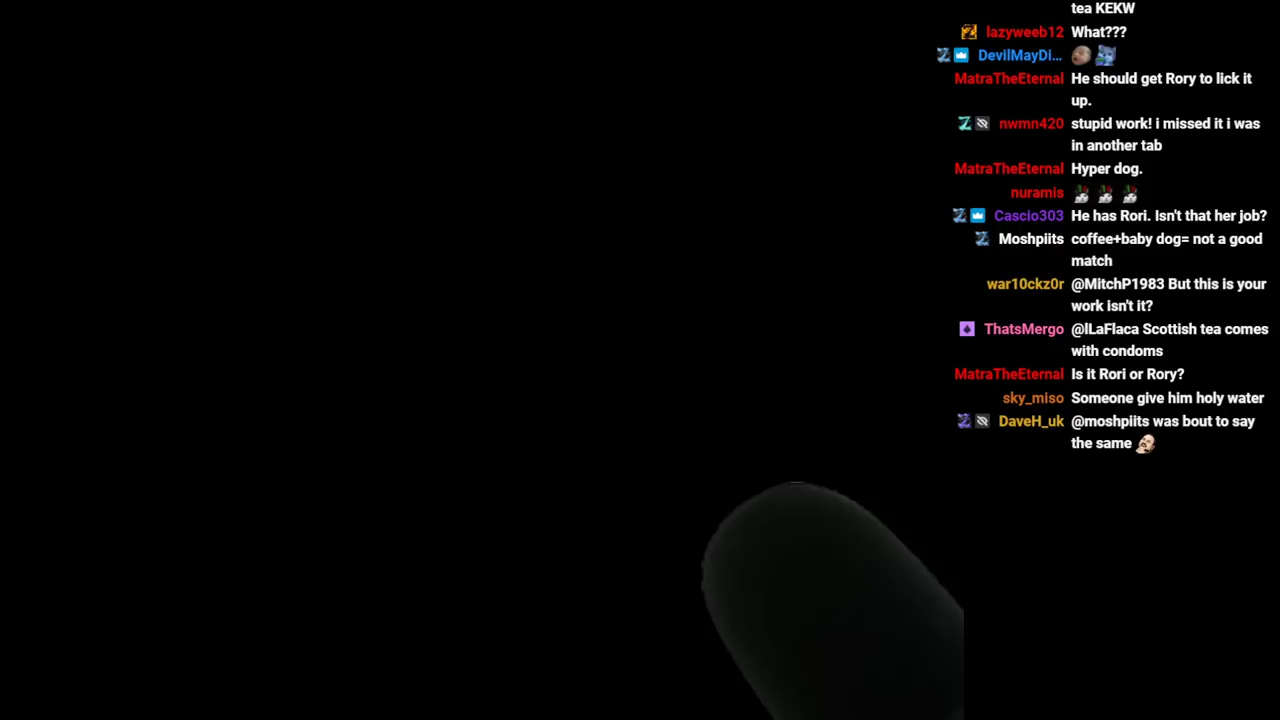 tea KEKW
lazyweeb12 What???
DevilMayDi...
MatraTheEternal He should get Rory to lick it
up.
nwmn420 stupid work! i missed it i was
in another tab
MatraTheEternal Hyper dog.
nuramis
Cascio303 He has Rori. Isn't that her job?
Moshpiits coffee+baby dog= not a good
match
war10ckz0r @MitchP1983 But this is your
work isn't it?
ThatsMergo @lLaFlaca Scottish tea comes
with condoms
MatraTheEternal Is it Rori or Rory?
sky_miso Someone give him holy water
DaveH_uk @moshpiits was bout to say
the same